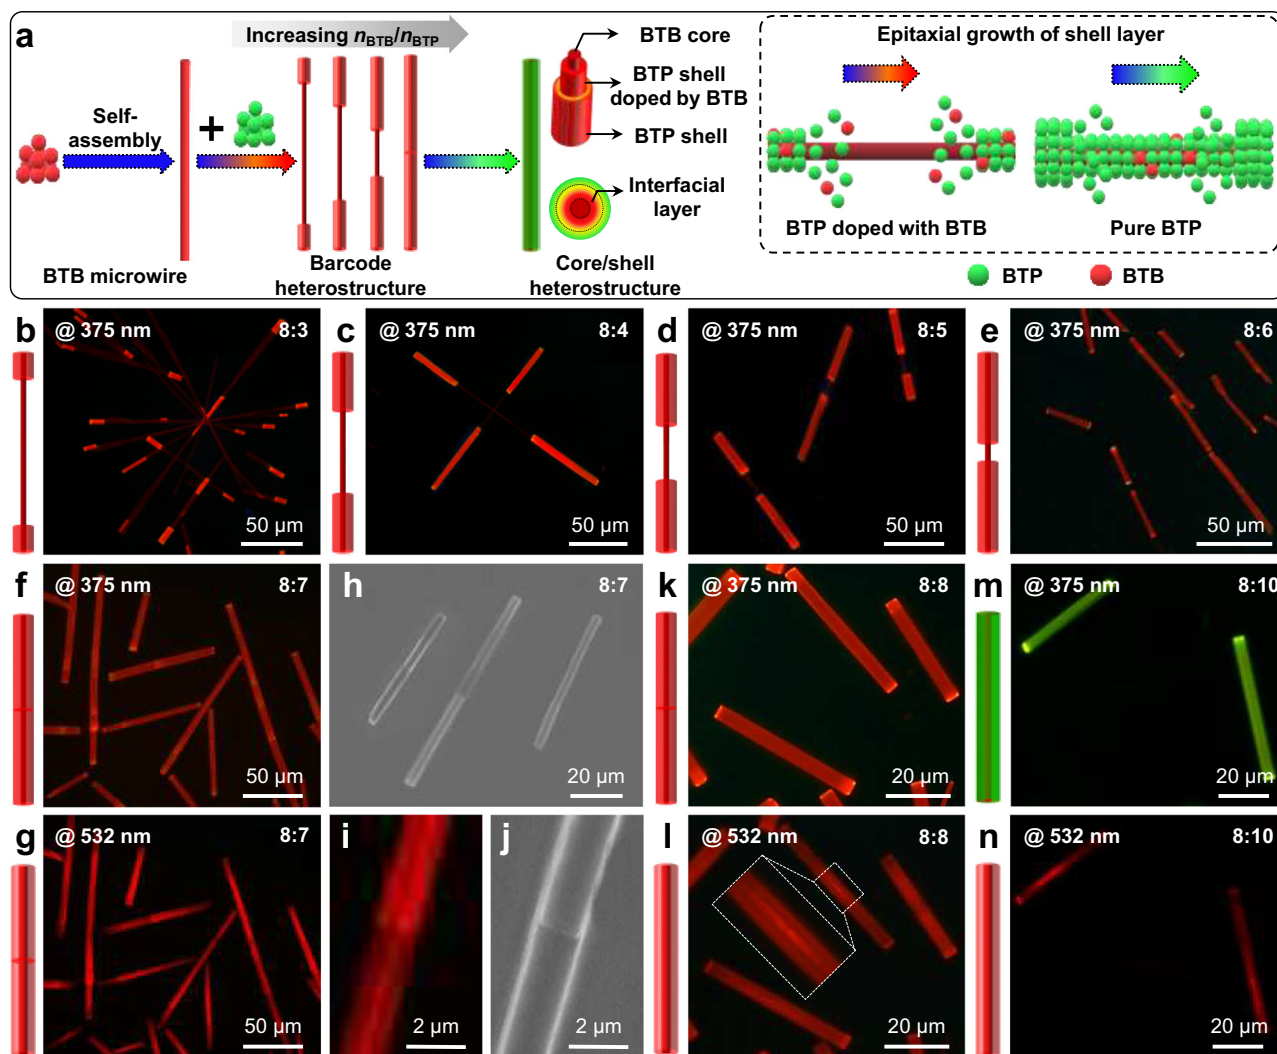 a
Increasing nBTB/nBTP
Self-
assembly
+
BTB microwire
Barcode
heterostructure
Core/shell
heterostructure
BTB core
BTP shell
doped by BTB
BTP shell
Interfacial
layer
Epitaxial growth of shell layer
BTP doped with BTB
Pure BTP
BTP
BTB
b
@ 375 nm
8:3
50 µm
c
@ 375 nm
8:4
50 µm
d
@ 375 nm
8:5
50 µm
e
@ 375 nm
8:6
50 µm
f
@ 375 nm
8:7
50 µm
h
8:7
20 µm
k
@ 375 nm
8:8
20 µm
m
@ 375 nm
8:10
20 µm
g
@ 532 nm
8:7
50 µm
i
2 µm
j
2 µm
l
@ 532 nm
8:8
20 µm
n
@ 532 nm
8:10
20 µm